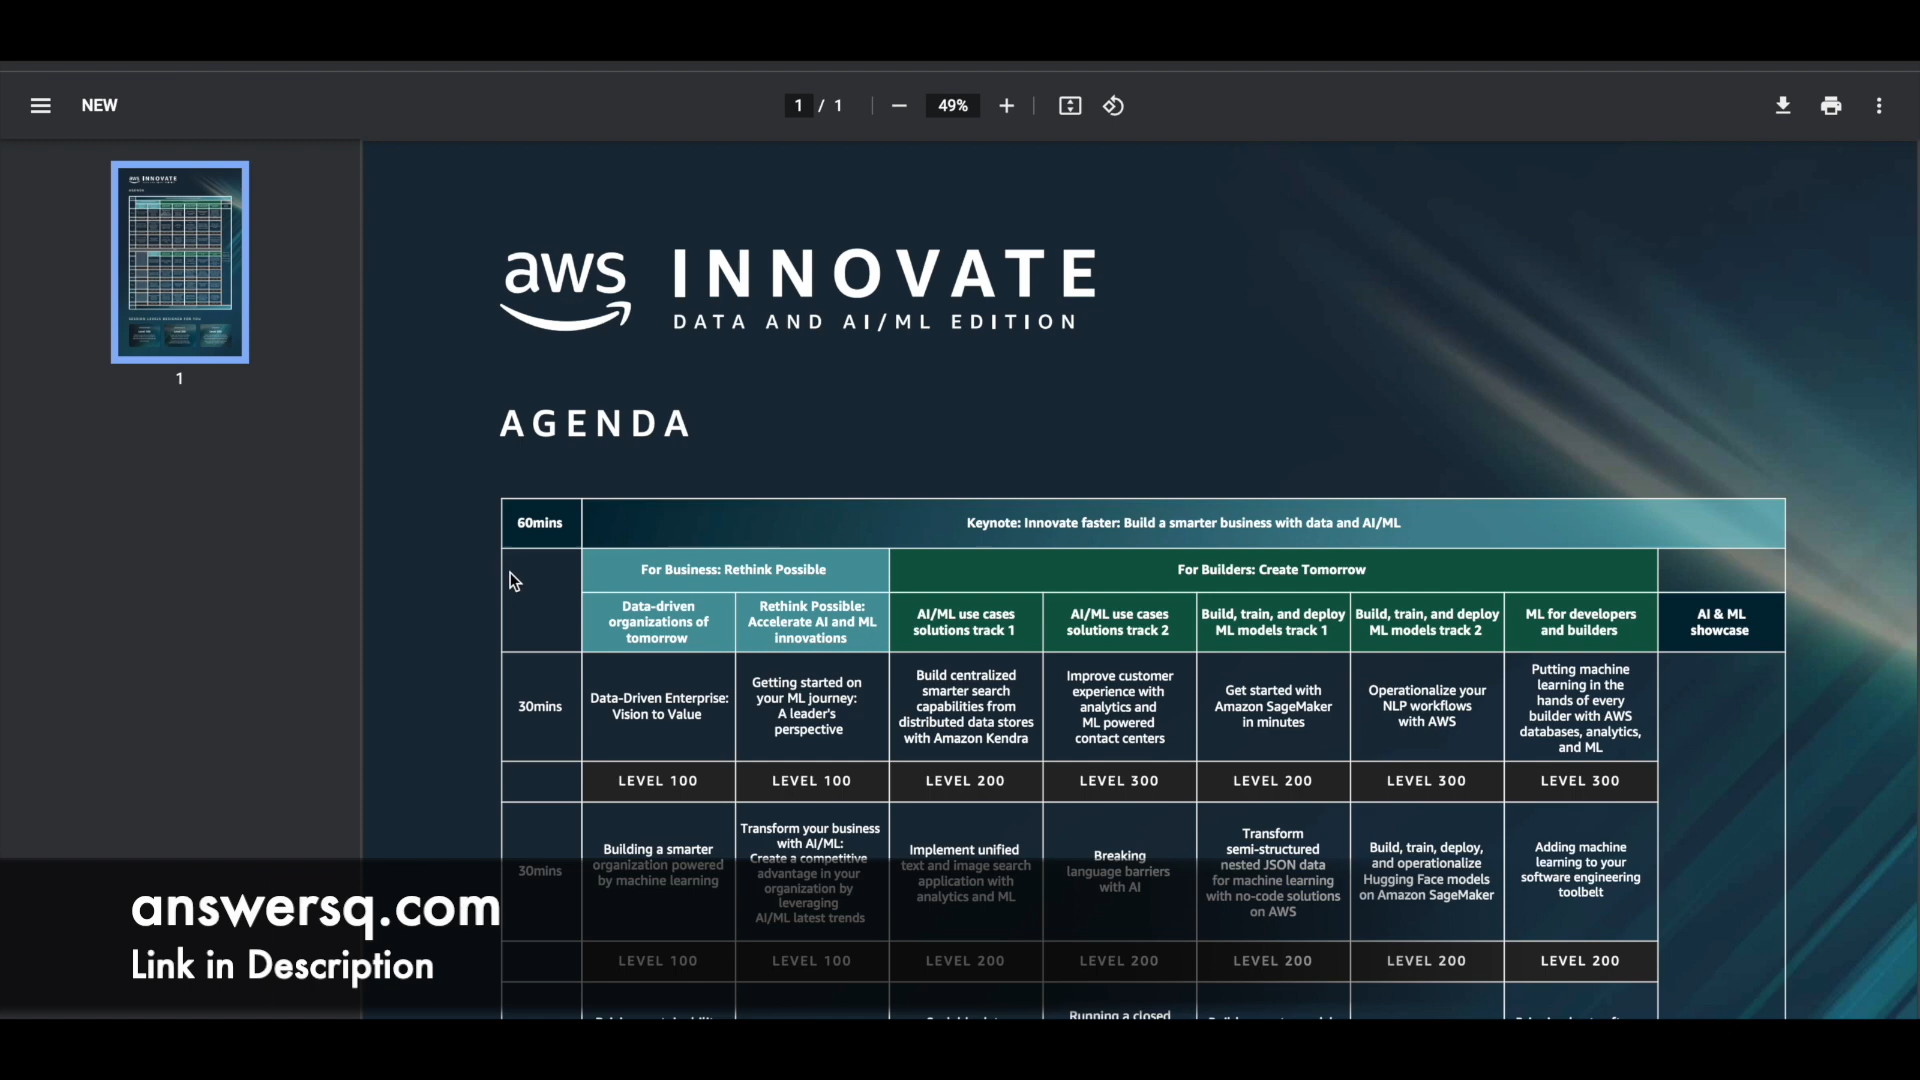 NEW
1 / 1
49%
aws INNOVATE
DATA AND AI/ML EDITION
AGENDA
1
60mins
Keynote: Innovate faster: Build a smarter business with data and AI/ML
For Business: Rethink Possible
For Builders: Create Tomorrow
Data-driven
organizations of
tomorrow
Rethink Possible:
Accelerate AI and ML
innovations
AI/ML use cases
solutions track 1
AI/ML use cases
solutions track 2
Build, train, and deploy
ML models track 1
Build, train, and deploy
ML models track 2
ML for developers
and builders
AI & ML
showcase
30mins
Data-Driven Enterprise:
Vision to Value
Getting started on
your ML journey:
A leader's
perspective
Build centralized
smarter search
capabilities from
distributed data stores
with Amazon Kendra
Improve customer
experience with
analytics and
ML powered
contact centers
Get started with
Amazon SageMaker
in minutes
Operationalize your
NLP workflows
with AWS
Putting machine
learning in the
hands of every
builder with AWS
databases, analytics,
and ML
LEVEL 100
LEVEL 100
LEVEL 200
LEVEL 300
LEVEL 200
LEVEL 300
LEVEL 300
30mins
Building a smarter
organization powered
by machine learning
Transform your business
with AI/ML:
Create a competitive
advantage in your
organization by
leveraging
AI/ML latest trends
Implement unified
text and image search
application with
analytics and ML
Breaking
language barriers
with AI
Transform
semi-structured
nested JSON data
for machine learning
with no-code solutions
on AWS
Build, train, deploy,
and operationalize
Hugging Face models
on Amazon SageMaker
Adding machine
learning to your
software engineering
toolbelt
LEVEL 100
LEVEL 100
LEVEL 200
LEVEL 200
LEVEL 200
LEVEL 200
LEVEL 200
Running a closed
answersq.com
Link in Description